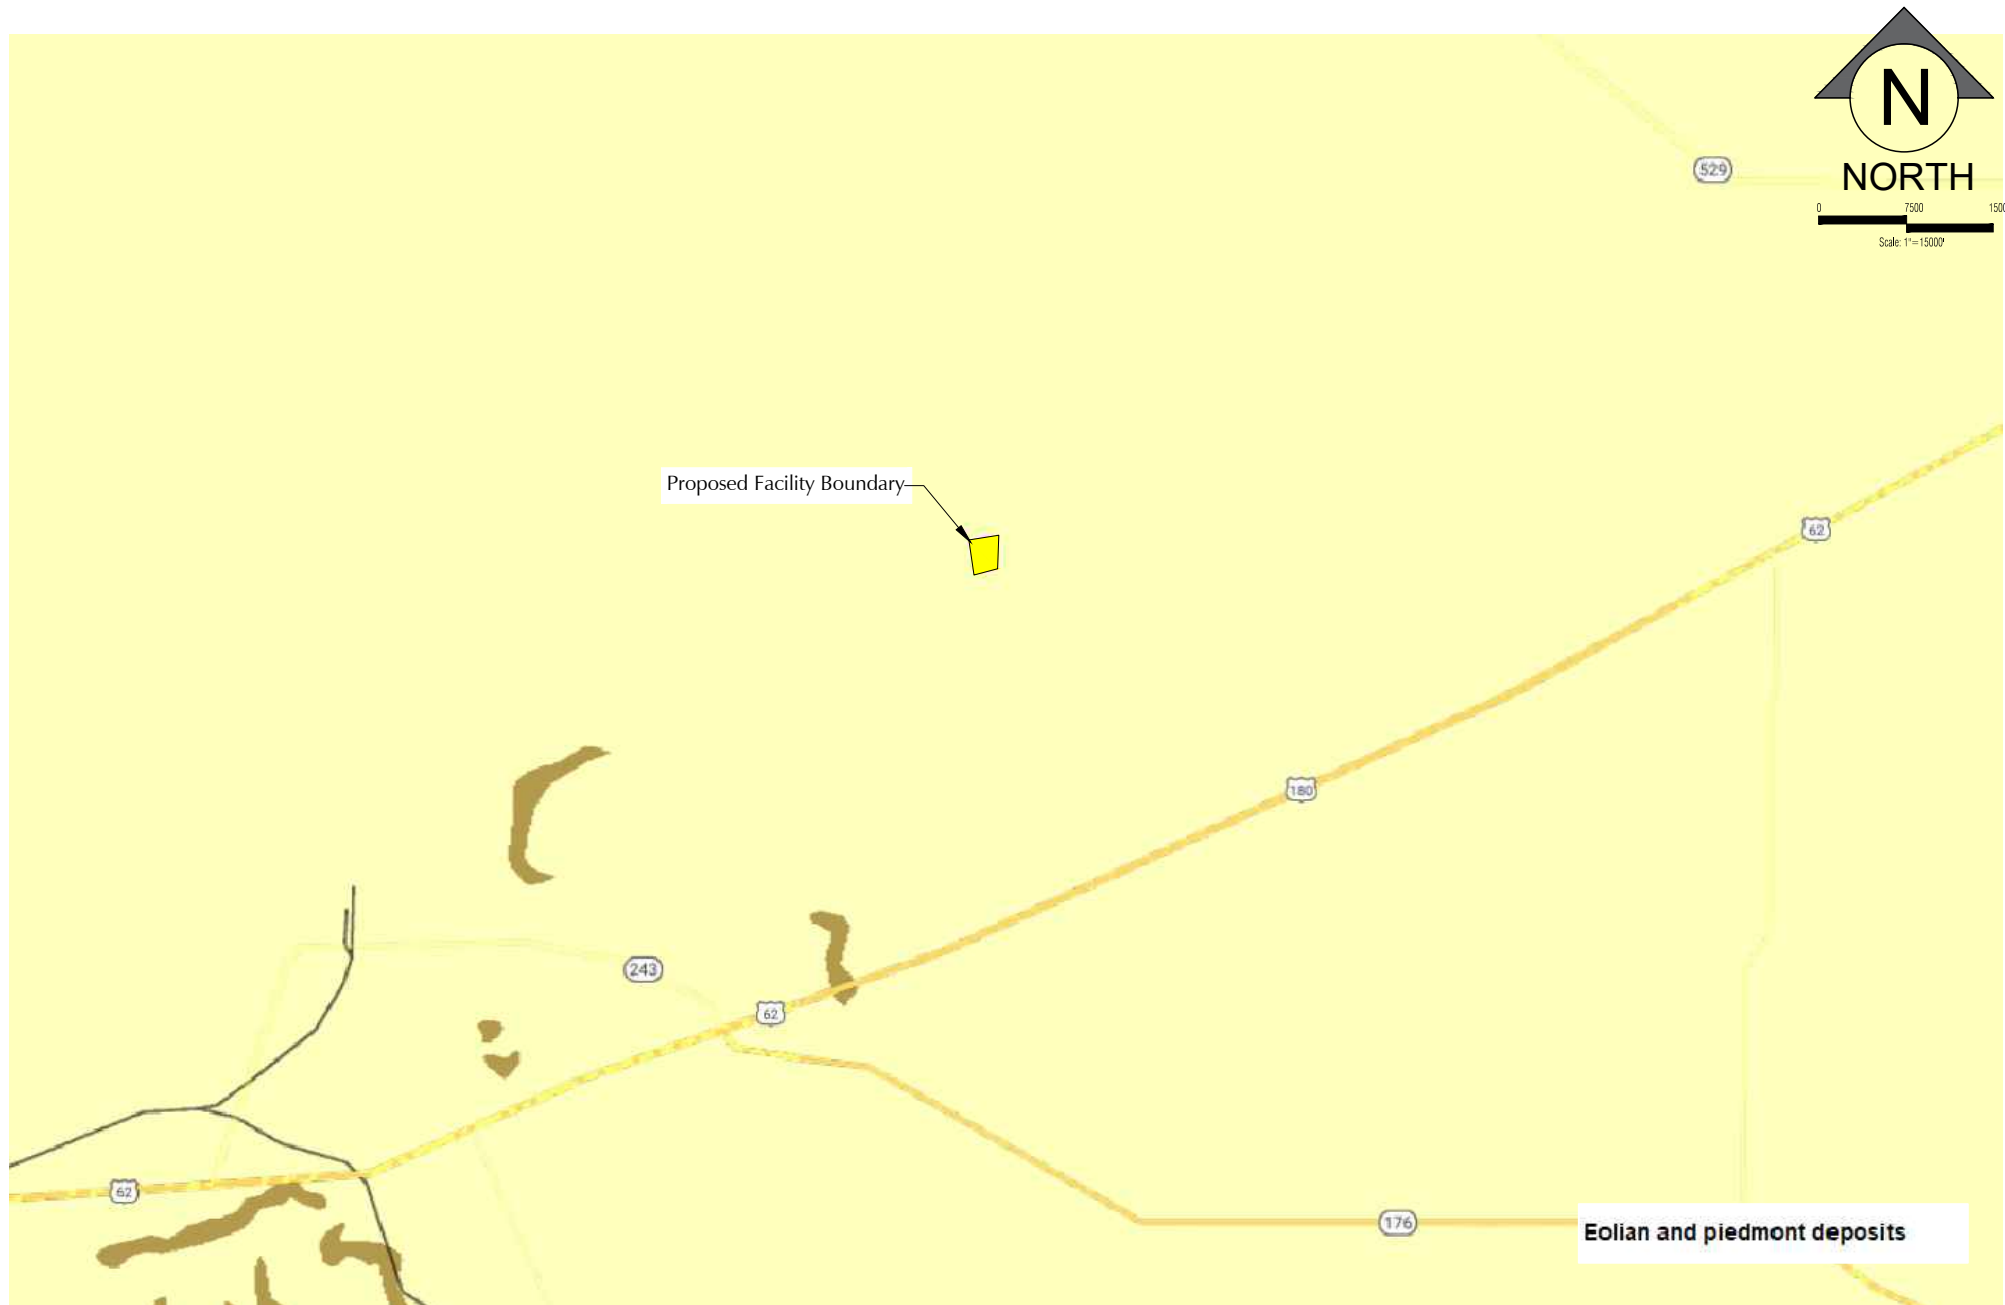 N
NORTH
529
0 7500 1500
Scale: 1"=15000'
Proposed Facility Boundary
62
180
243
62
62
176
Eolian and piedmont deposits